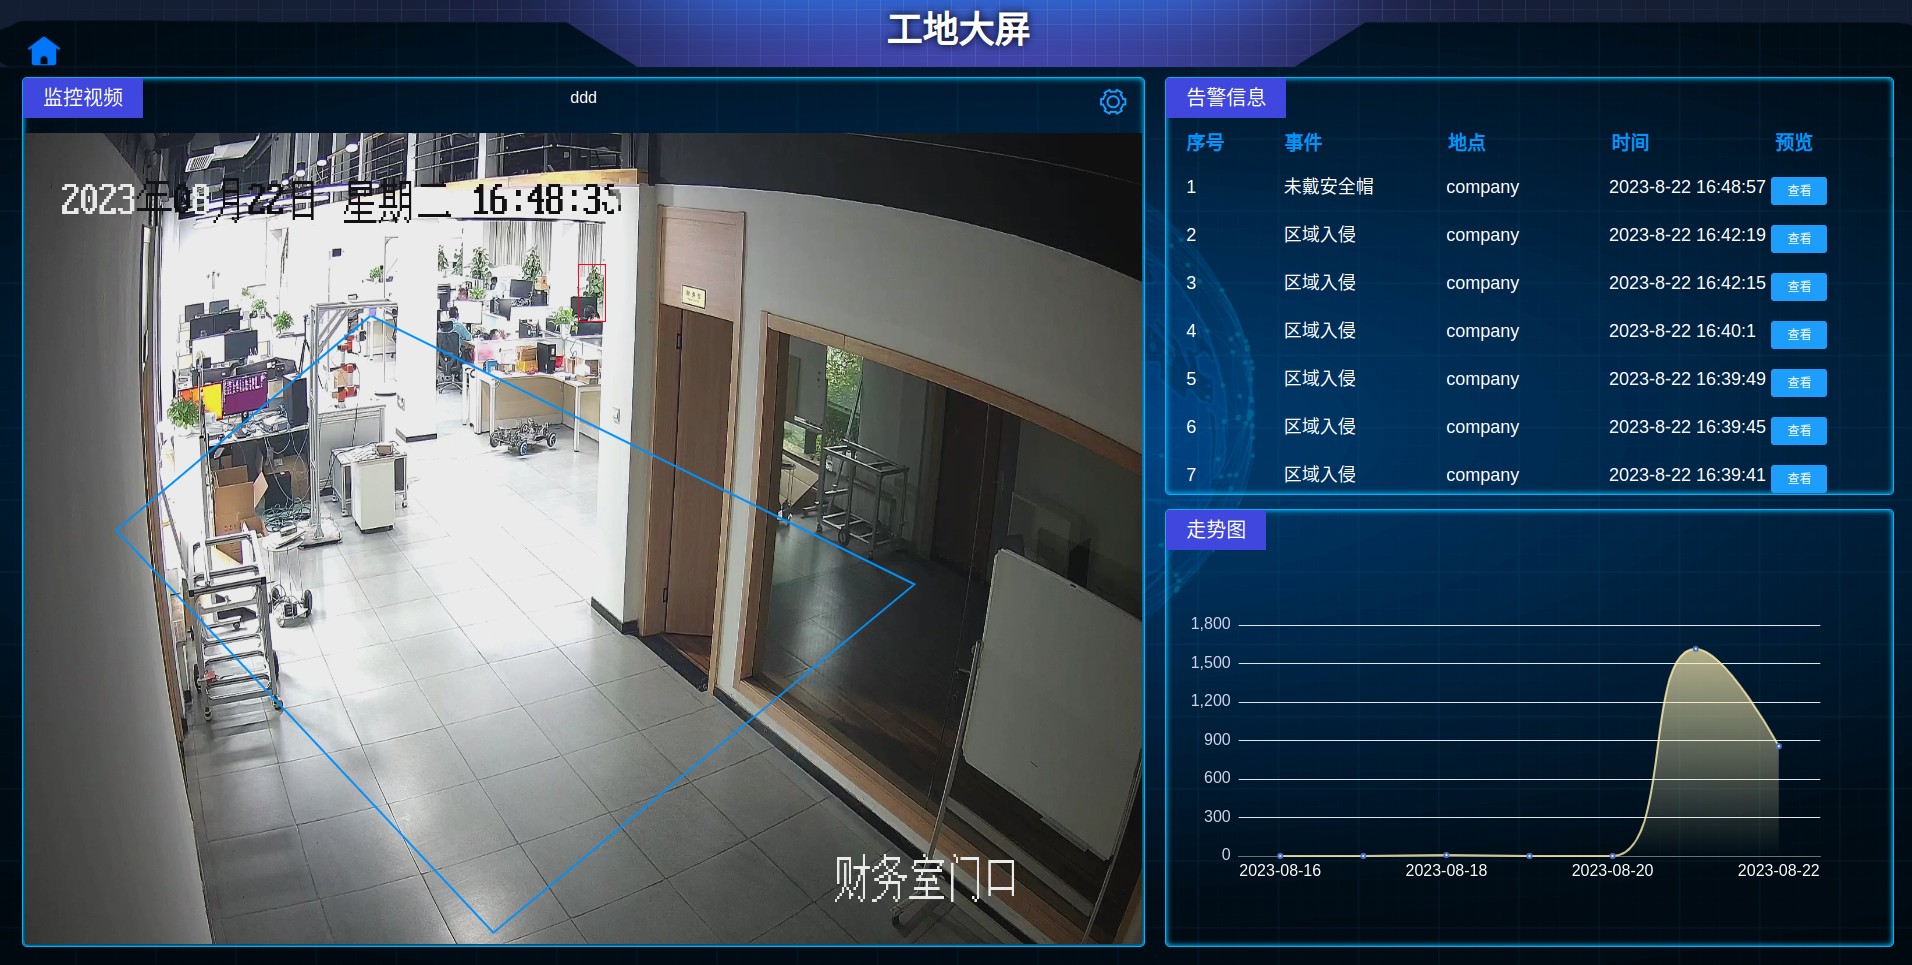 工地大屏
监控视频
ddd
2023年08月22日 星期二 16:48:35
财务室门口
告警信息
序号 事件 地点 时间 预览
1 未戴安全帽 company 2023-8-22 16:48:57 查看
2 区域入侵 company 2023-8-22 16:42:19 查看
3 区域入侵 company 2023-8-22 16:42:15 查看
4 区域入侵 company 2023-8-22 16:40:1 查看
5 区域入侵 company 2023-8-22 16:39:49 查看
6 区域入侵 company 2023-8-22 16:39:45 查看
7 区域入侵 company 2023-8-22 16:39:41 查看
走势图
1,800
1,500
1,200
900
600
300
0
2023-08-16 2023-08-18 2023-08-20 2023-08-22